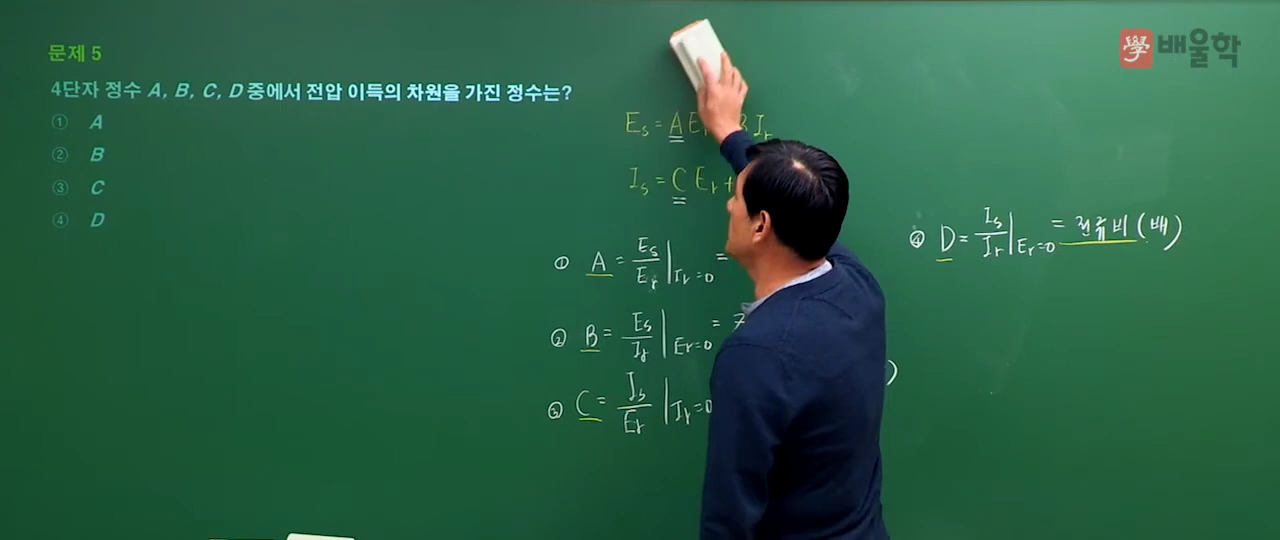 學 배울학
문제 5
4단자 정수 A, B, C, D 중에서 전압 이득의 차원을 가진 정수는?
① A
② B
③ C
④ D
Es = A E Ir
Is = C Er +
① A = Es/Er | Ir=0 =
② B = Es/Ir | Er=0 =
③ C = Is/Er | Ir=0
)
④ D = Is/Ir | Er=0 = 전류비 (배)